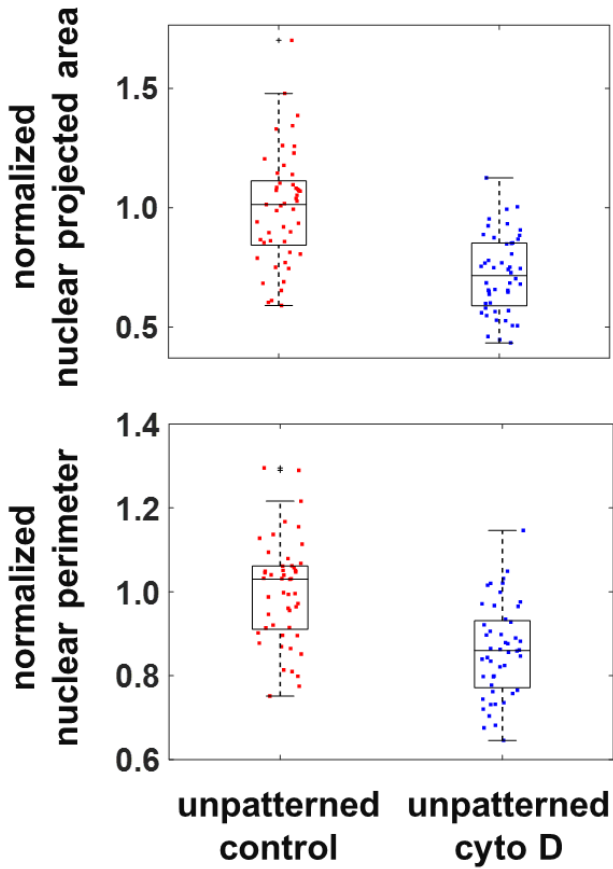 normalized
nuclear projected area
1.5
1.0
0.5
normalized
nuclear perimeter
1.4
1.2
1.0
0.8
0.6
unpatterned unpatterned
control cyto D